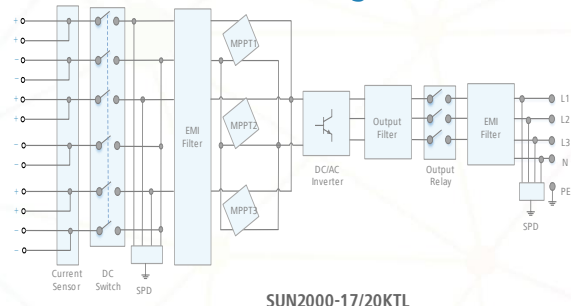 MPPT1
MPPT2
MPPT3
EMI
Filter
DC/AC
Inverter
Output
Filter
Output
Relay
EMI
Filter
L1
L2
L3
N
PE
SPD
Current
Sensor
DC
Switch
SPD
SUN2000-17/20KTL